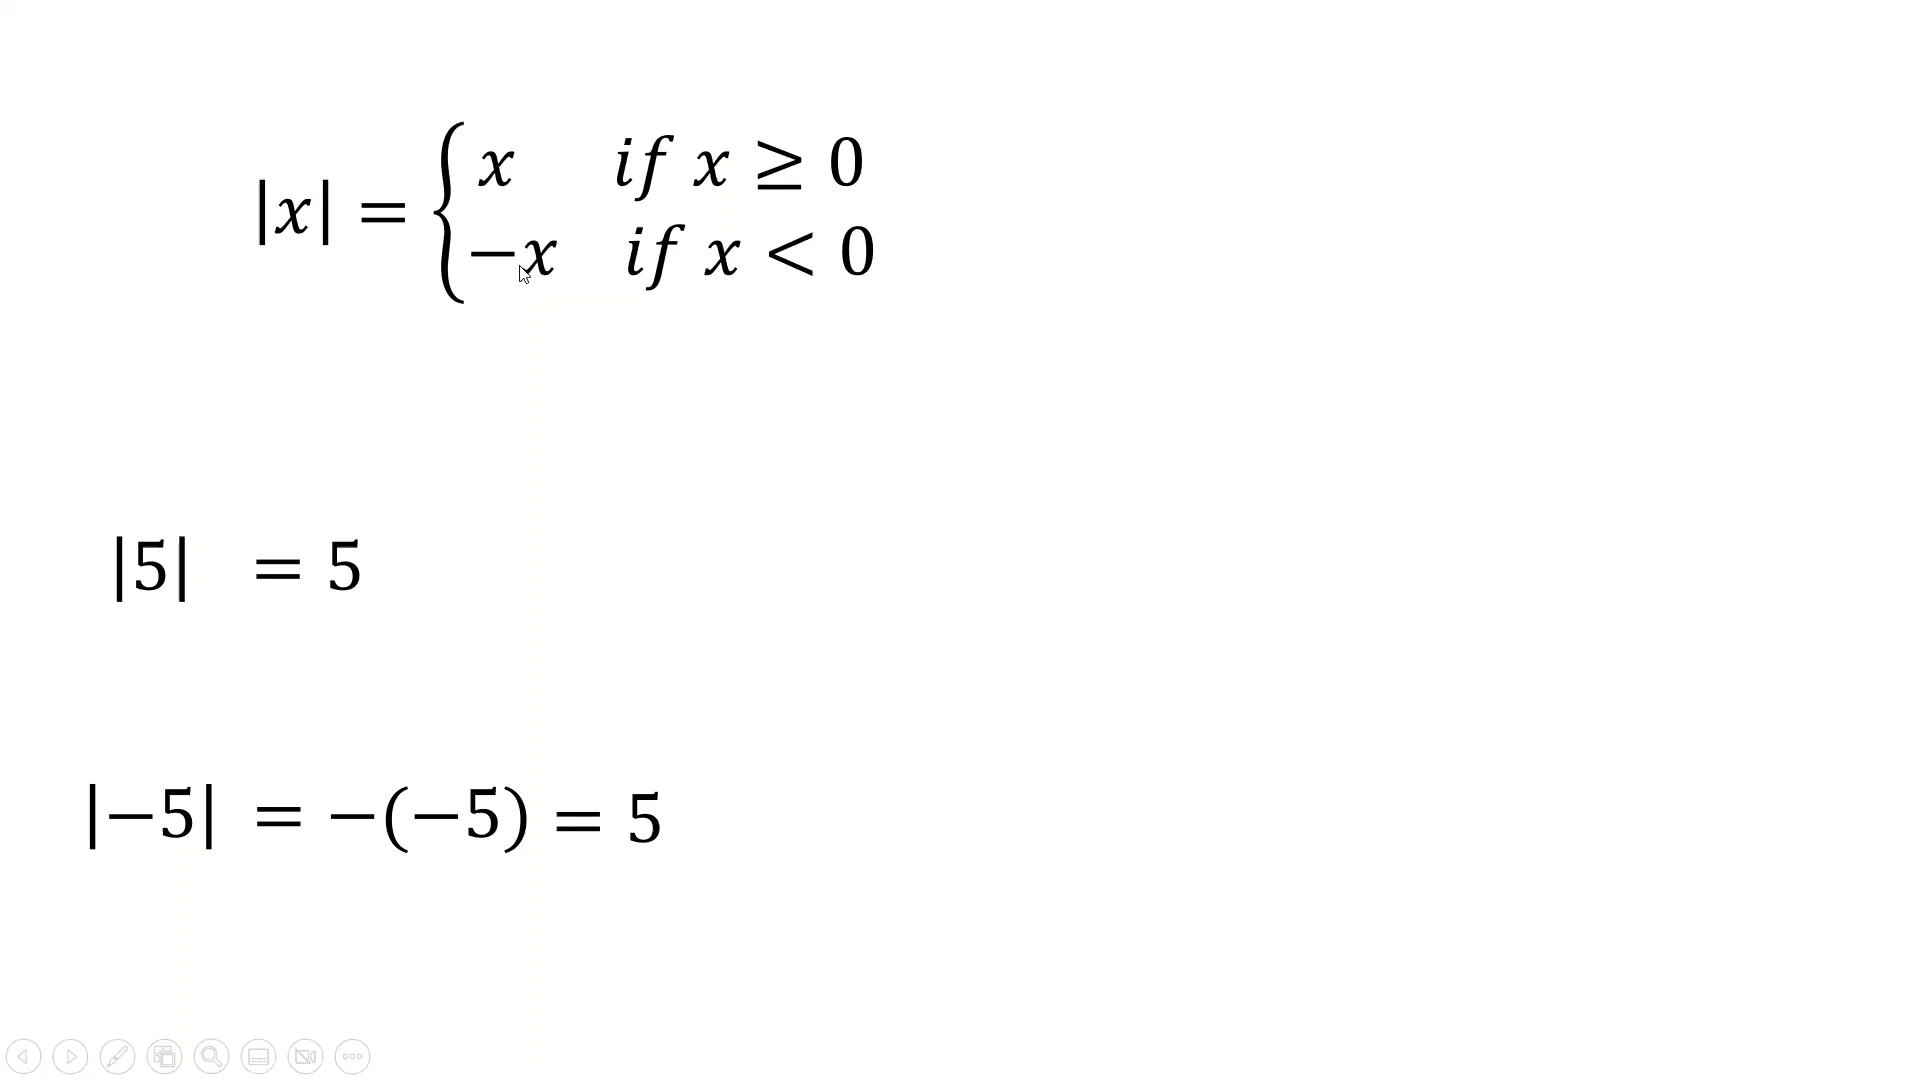 |x| = { x if x ≥ 0
−x if x < 0
|5| = 5
|−5| = −(−5) = 5